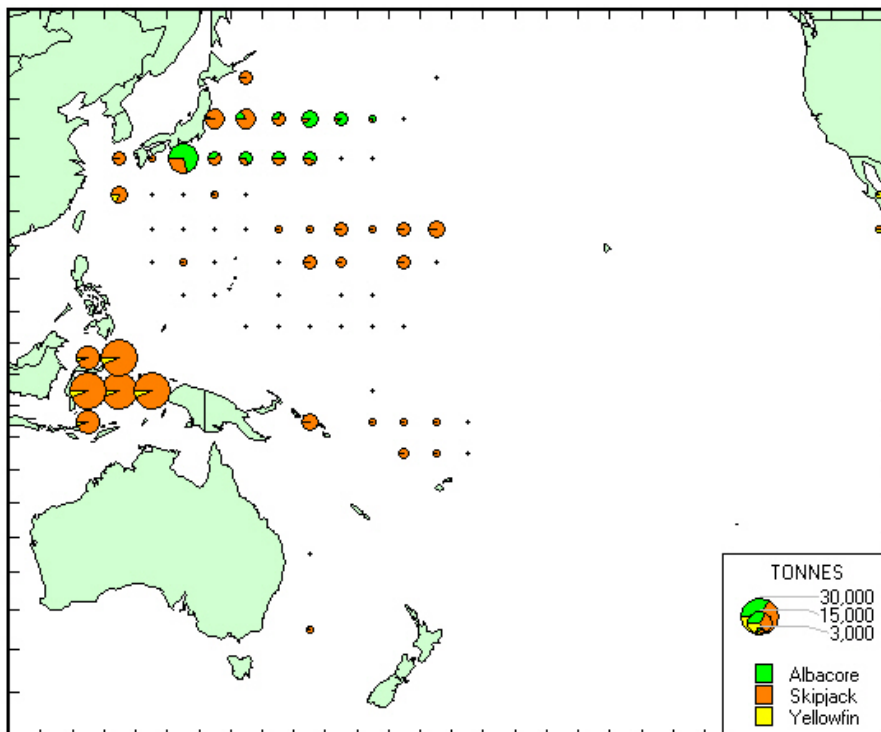 TONNES
30,000
15,000
3,000
Albacore
Skipjack
Yellowfin